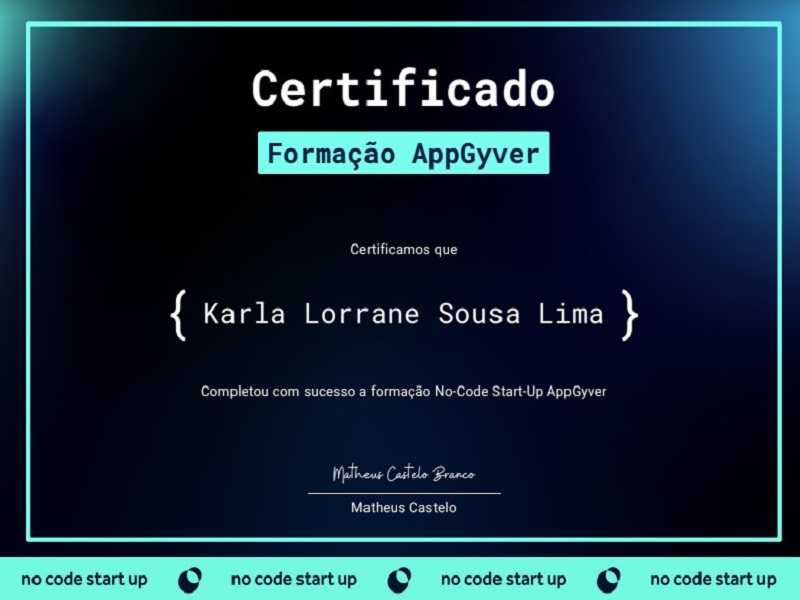 Certificado
Formação AppGyver
Certificamos que
{ Karla Lorrane Sousa Lima }
Completou com sucesso a formação No-Code Start-Up AppGyver
Matheus Castelo Branco
Matheus Castelo
no code start up no code start up no code start up no code start up